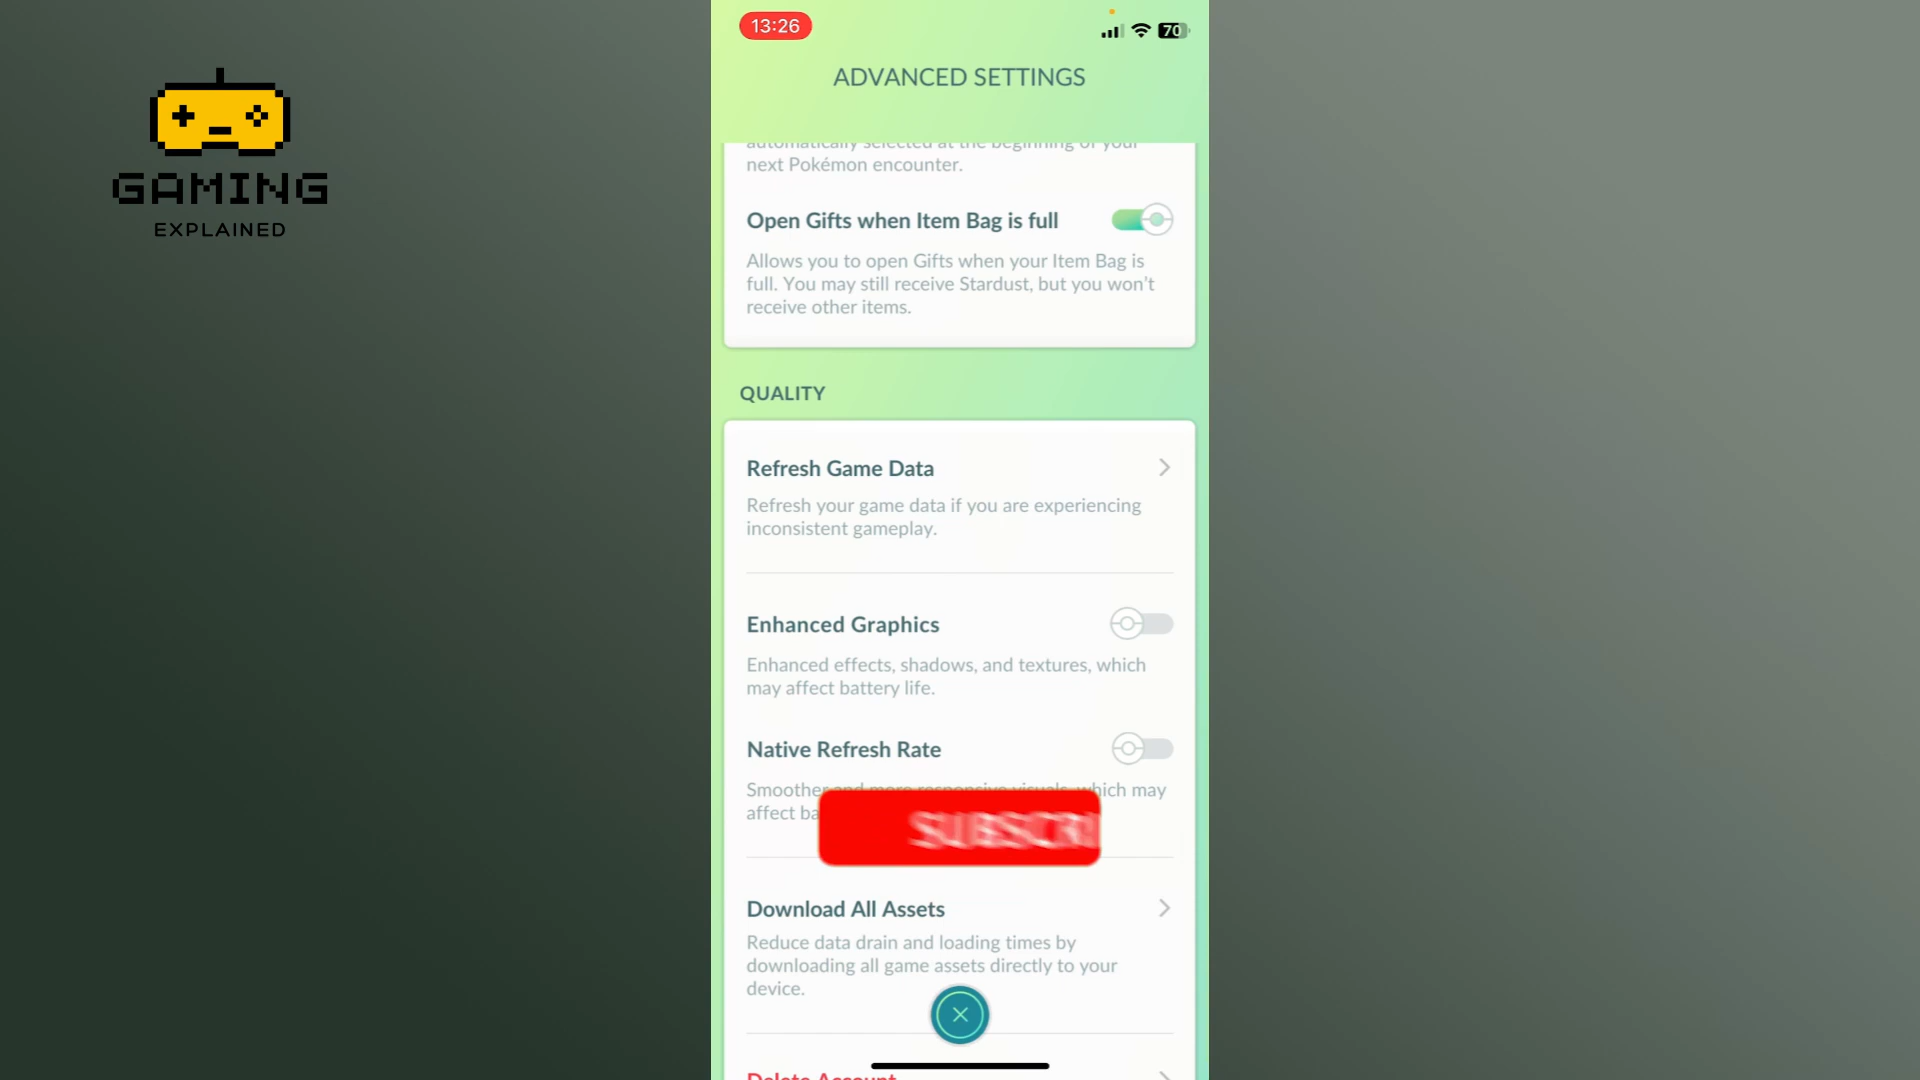 13:26
70
ADVANCED SETTINGS
GAMING
EXPLAINED
automatically selected at the beginning of your
next Pokémon encounter.
Open Gifts when Item Bag is full
Allows you to open Gifts when your Item Bag is
full. You may still receive Stardust, but you won't
receive other items.
QUALITY
Refresh Game Data
Refresh your game data if you are experiencing
inconsistent gameplay.
Enhanced Graphics
Enhanced effects, shadows, and textures, which
may affect battery life.
Native Refresh Rate
Smoother and more responsive visuals, which may
affect ba
SUBSCRI
Download All Assets
Reduce data drain and loading times by
downloading all game assets directly to your
device.
Delete Account